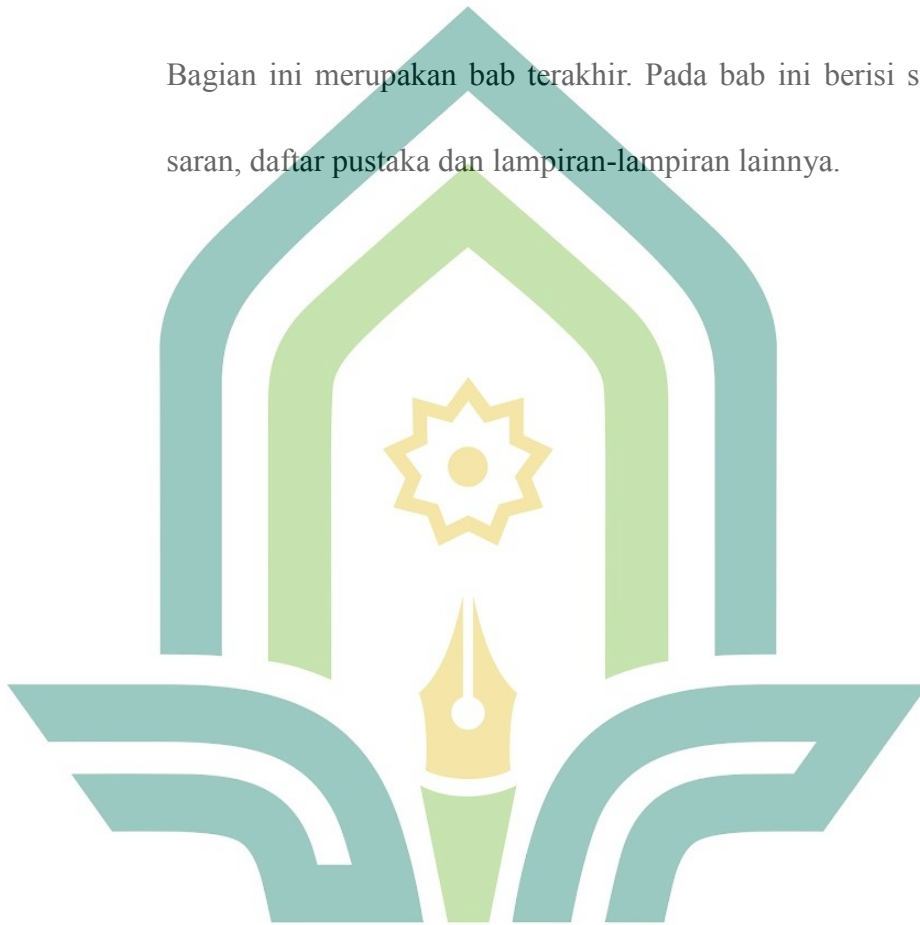 Bagian ini merupakan bab terakhir. Pada bab ini berisi
saran, daftar pustaka dan lampiran-lampiran lainnya.